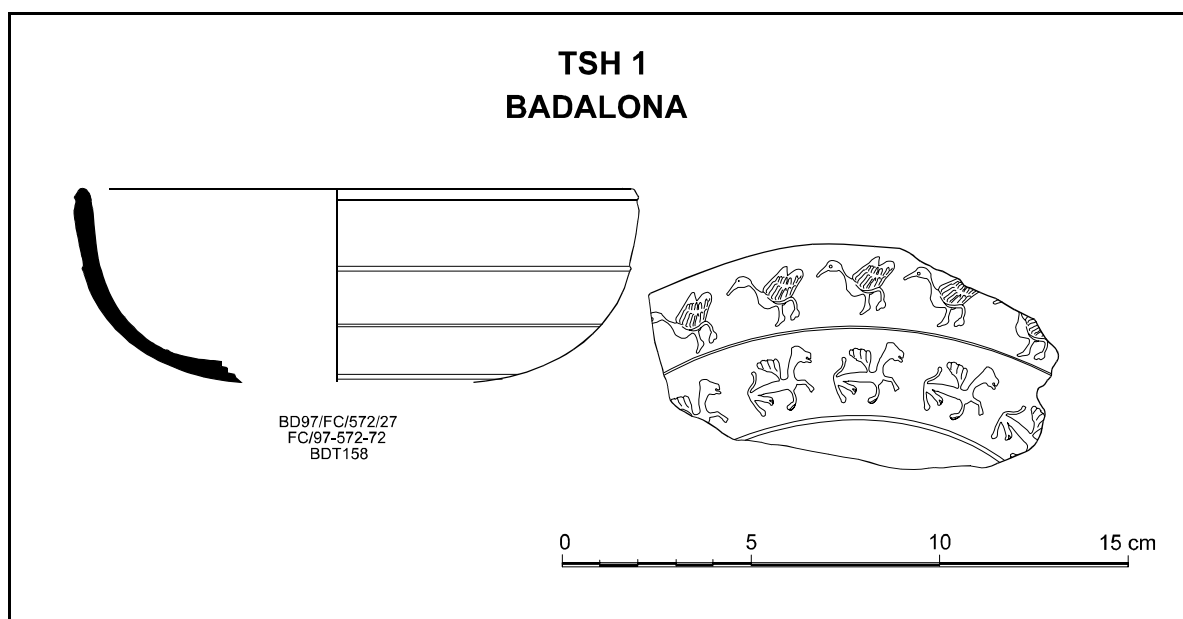 TSH 1
BADALONA
BD97/FC/572/27
FC/97-572-72
BDT158
0 5 10 15 cm